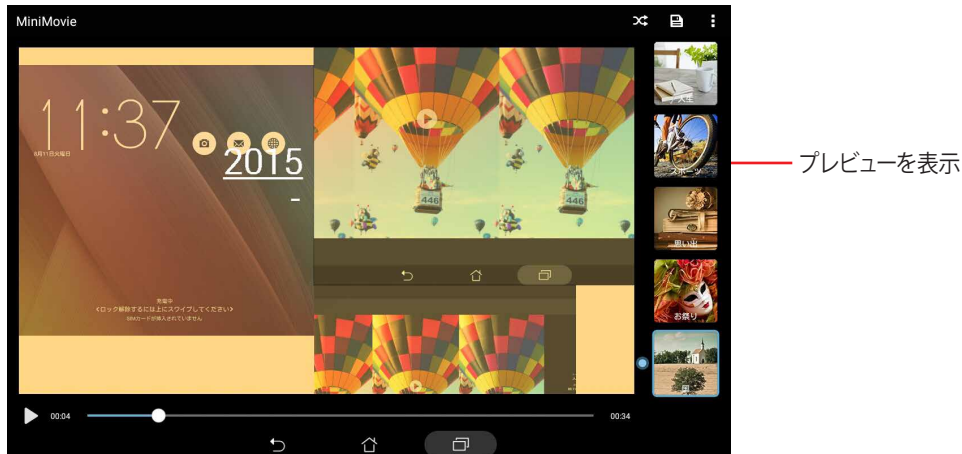 MiniMovie
11:37
8月11日火曜日
2015
-
446
446
充電中
<ロック解除するには上にスワイプしてください>
SIMカードが挿入されていません
スポーツ
思い出
お祭り
プレビューを表示
00:04
00:34